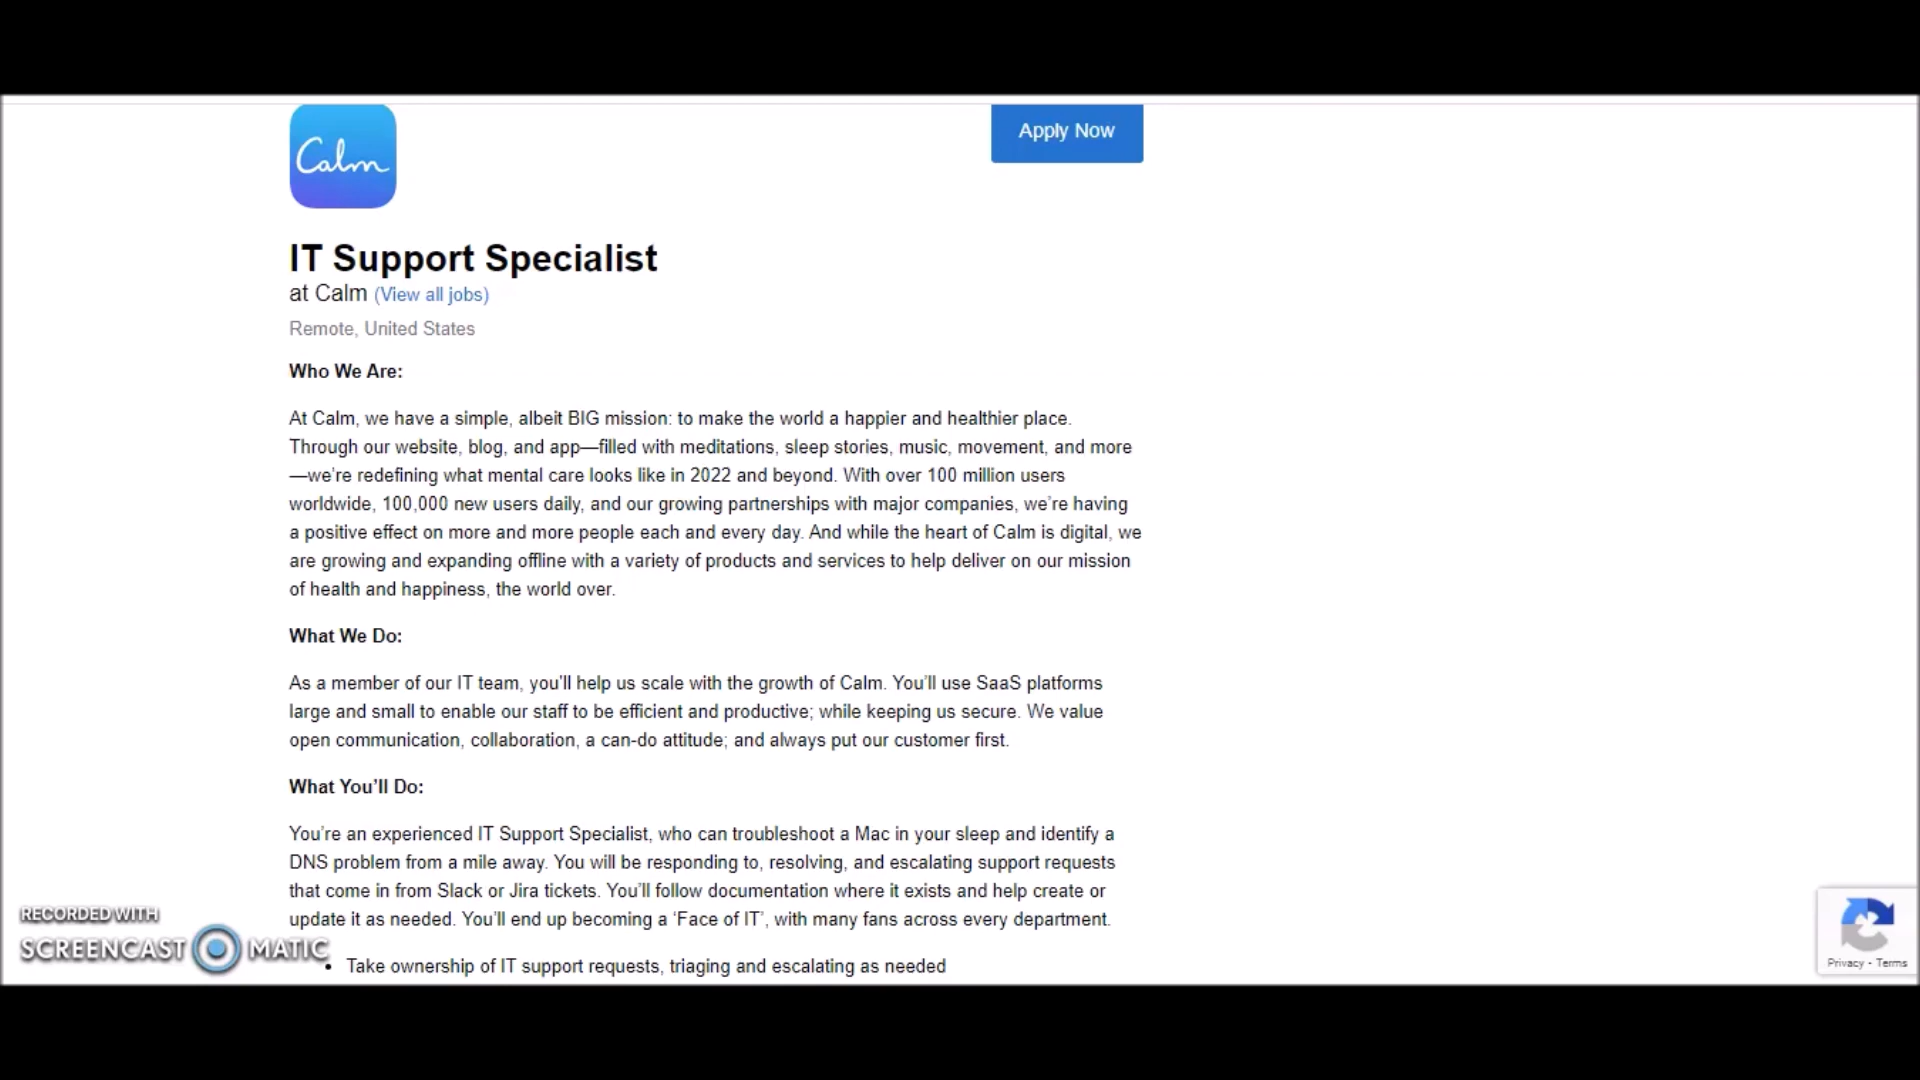 Calm
Apply Now
IT Support Specialist
at Calm (View all jobs)
Remote, United States
Who We Are:
At Calm, we have a simple, albeit BIG mission: to make the world a happier and healthier place.
Through our website, blog, and app—filled with meditations, sleep stories, music, movement, and more
—we’re redefining what mental care looks like in 2022 and beyond. With over 100 million users
worldwide, 100,000 new users daily, and our growing partnerships with major companies, we’re having
a positive effect on more and more people each and every day. And while the heart of Calm is digital, we
are growing and expanding offline with a variety of products and services to help deliver on our mission
of health and happiness, the world over.
What We Do:
As a member of our IT team, you’ll help us scale with the growth of Calm. You’ll use SaaS platforms
large and small to enable our staff to be efficient and productive; while keeping us secure. We value
open communication, collaboration, a can-do attitude; and always put our customer first.
What You’ll Do:
You’re an experienced IT Support Specialist, who can troubleshoot a Mac in your sleep and identify a
DNS problem from a mile away. You will be responding to, resolving, and escalating support requests
that come in from Slack or Jira tickets. You’ll follow documentation where it exists and help create or
update it as needed. You’ll end up becoming a ‘Face of IT’, with many fans across every department.
• Take ownership of IT support requests, triaging and escalating as needed
RECORDED WITH
SCREENCAST MATIC
Privacy - Terms